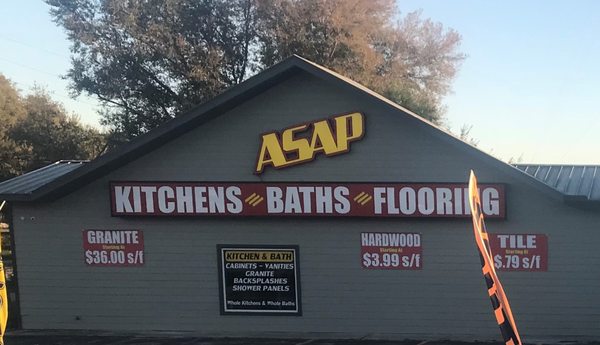 ASAP
KITCHENS BATHS FLOORING
GRANITE
Starting At
$36.00 s/f
KITCHEN & BATH
CABINETS - VANITIES
GRANITE
BACKSPLASHES
SHOWER PANELS
Whole Kitchens & Whole Baths
HARDWOOD
Starting At
$3.99 s/f
TILE
Starting At
$.79 s/f